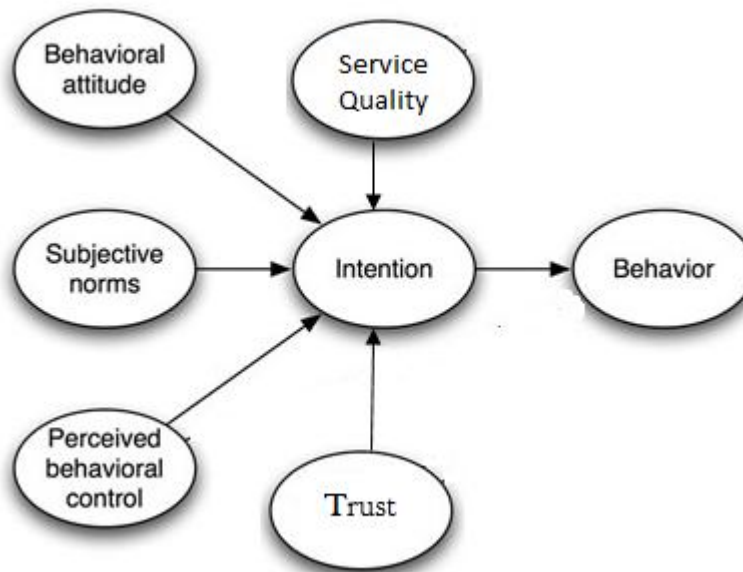 Behavioral
attitude
Service
Quality
Subjective
norms
Intention
Behavior
Perceived
behavioral
control
Trust